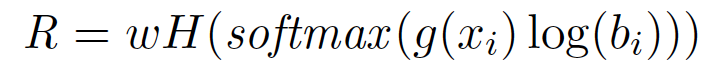 R = wH(softmax(g(x_i) log(b_i)))